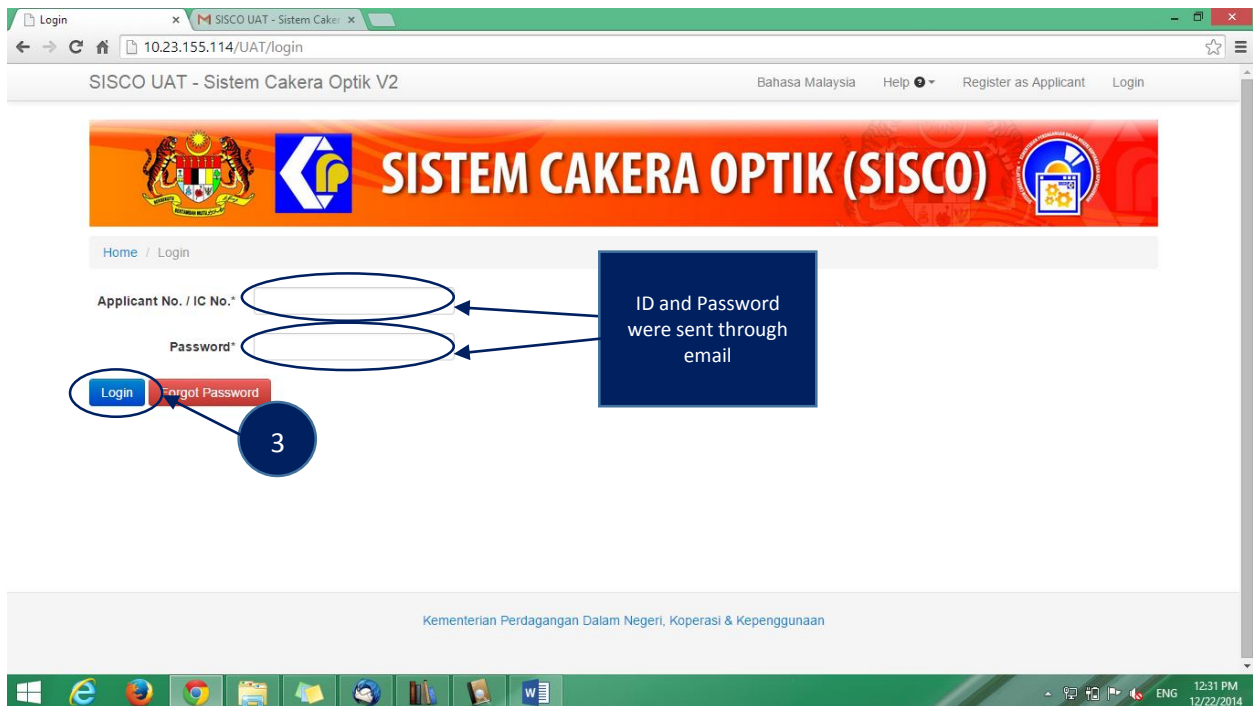 Login
SISCO UAT - Sistem Caker
10.23.155.114/UAT/login
SISCO UAT - Sistem Cakera Optik V2
Bahasa Malaysia Help Register as Applicant Login
SISTEM CAKERA OPTIK (SISCO)
Home / Login
Applicant No. / IC No.*
Password*
ID and Password
were sent through
email
Login Forgot Password
3
Kementerian Perdagangan Dalam Negeri, Koperasi & Kepenggunaan
ENG
12:31 PM
12/22/2014